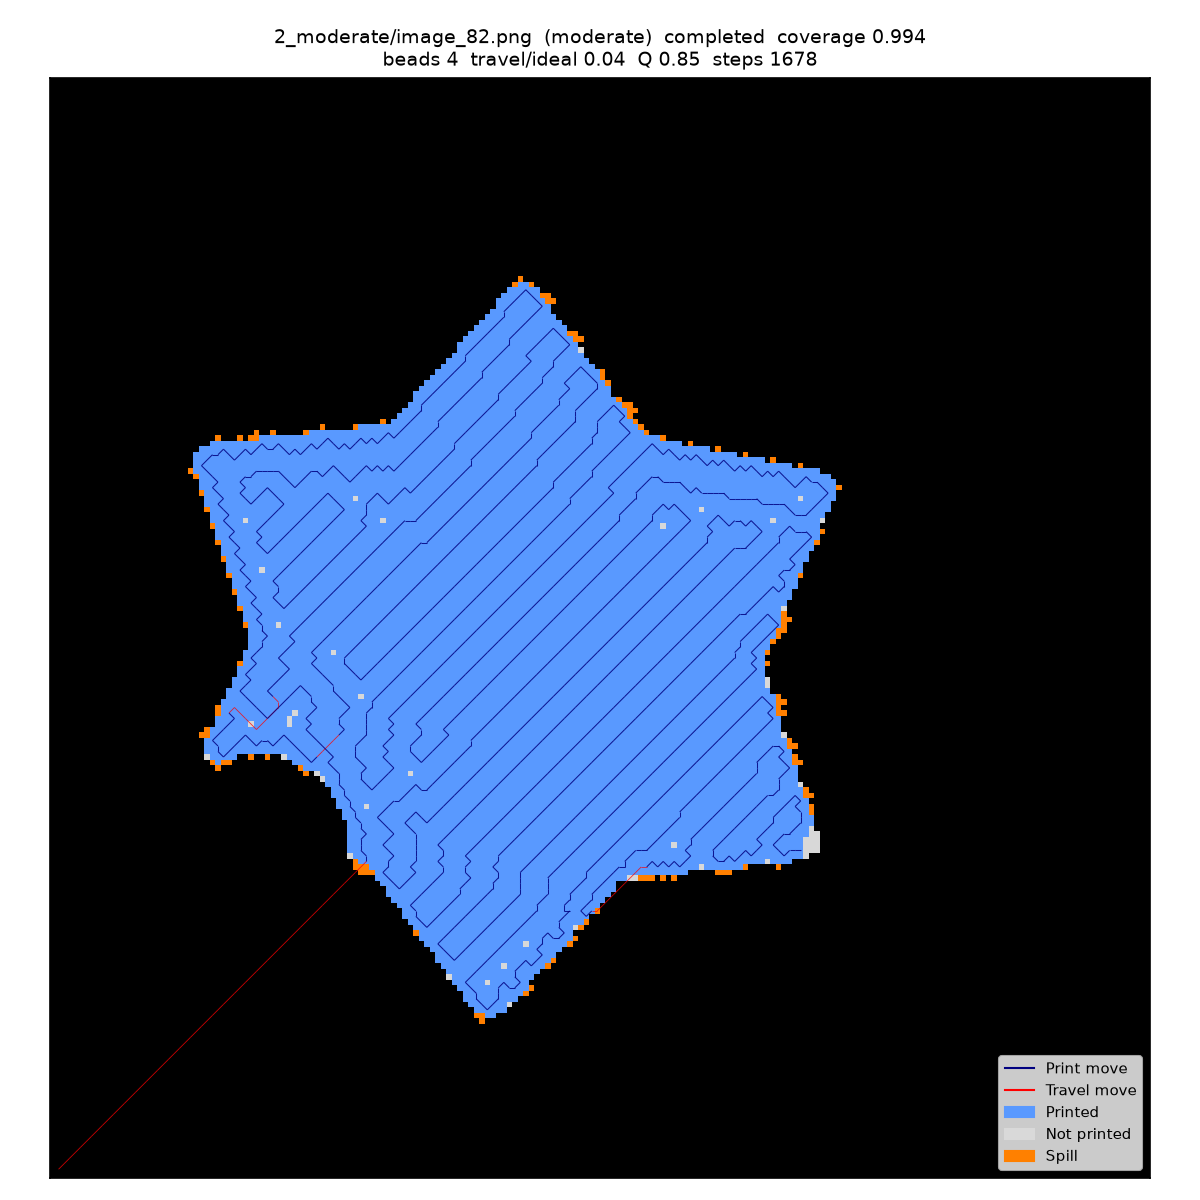 2_moderate/image_82.png  (moderate)  completed  coverage 0.994
beads 4  travel/ideal 0.04  Q 0.85  steps 1678
Print move
Travel move
Printed
Not printed
Spill